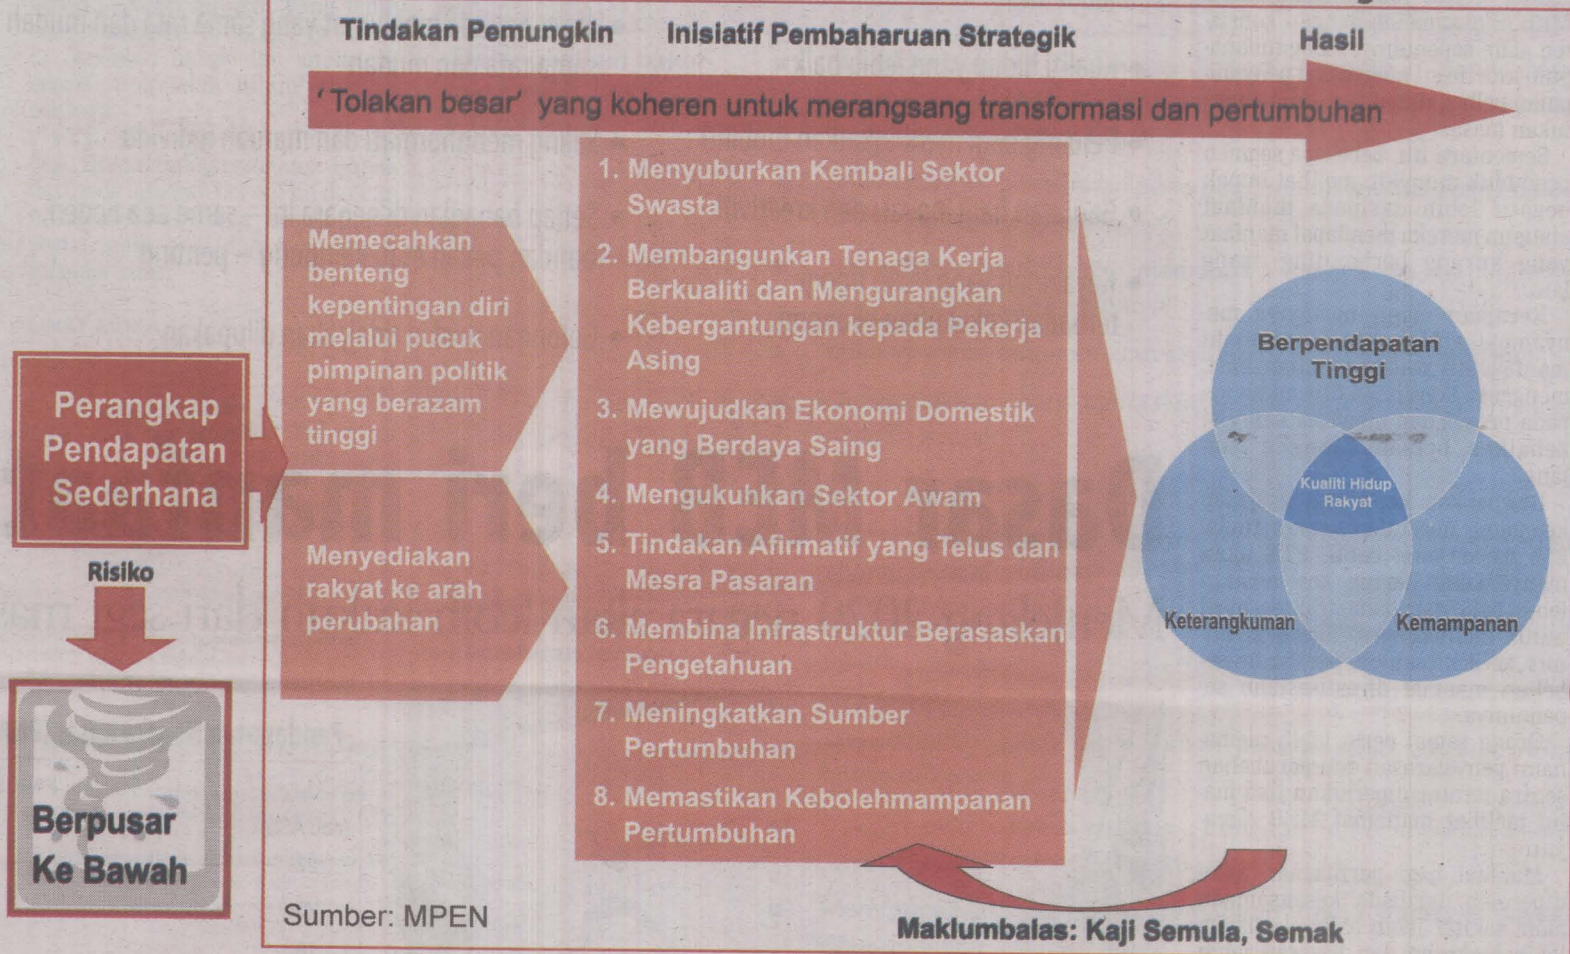 Tindakan Pemungkin
Inisiatif Pembaharuan Strategik
Hasil
'Tolakan besar' yang koheren untuk merangsang transformasi dan pertumbuhan
Perangkap
Pendapatan
Sederhana
Risiko
Berpusar
Ke Bawah
Memecahkan
benteng
kepentingan diri
melalui pucuk
pimpinan politik
yang berazam
tinggi
Menyediakan
rakyat ke arah
perubahan
1. Menyuburkan Kembali Sektor
Swasta
2. Membangunkan Tenaga Kerja
Berkualiti dan Mengurangkan
Kebergantungan kepada Pekerja
Asing
3. Mewujudkan Ekonomi Domestik
yang Berdaya Saing
4. Mengukuhkan Sektor Awam
5. Tindakan Afirmatif yang Telus dan
Mesra Pasaran
6. Membina Infrastruktur Berasaskan
Pengetahuan
7. Meningkatkan Sumber
Pertumbuhan
8. Memastikan Kebolehmampanan
Pertumbuhan
Berpendapatan
Tinggi
Kualiti Hidup
Rakyat
Keterangkuman
Kemampanan
Sumber: MPEN
Maklumbalas: Kaji Semula, Semak